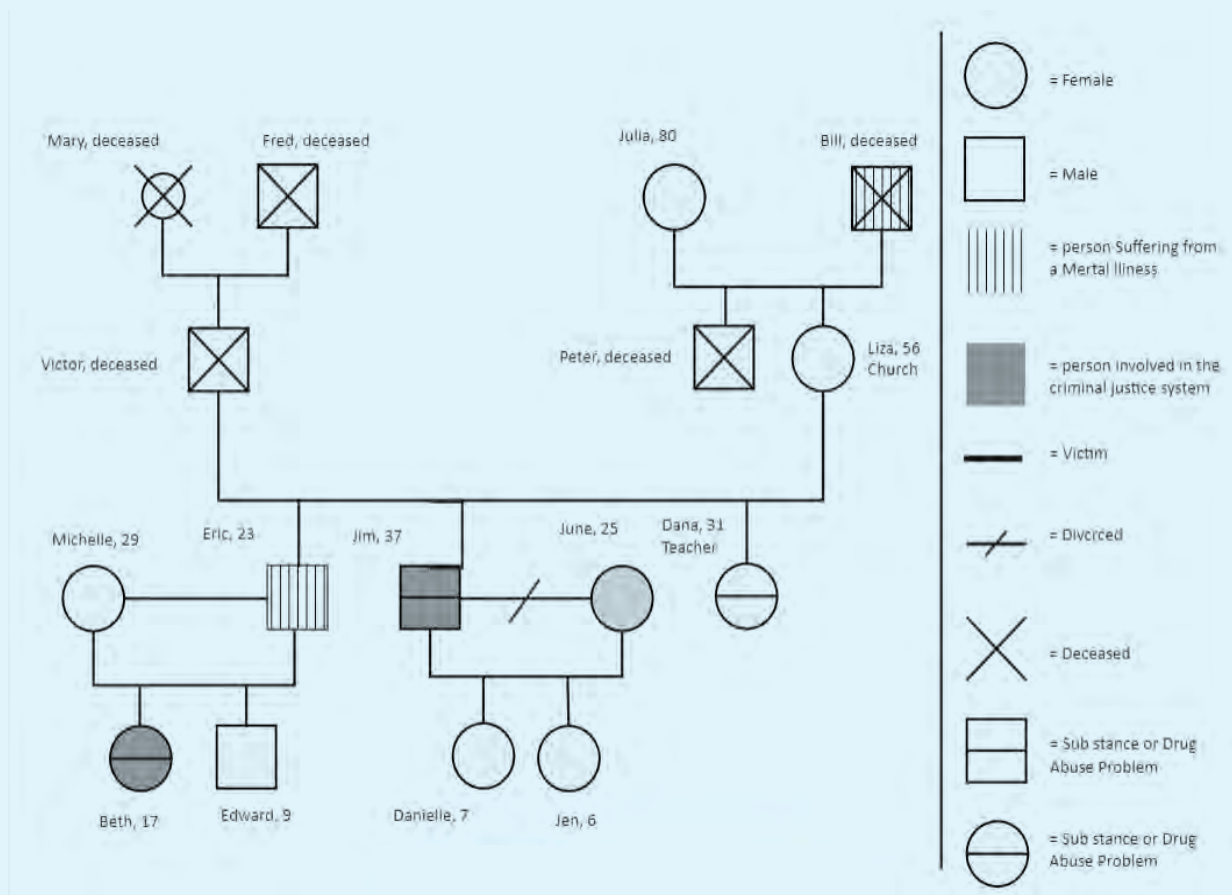 Mary, deceased
Fred, deceased
Julia, 80
Bill, deceased
Victor, deceased
Peter, deceased
Liza, 56
Church
Michelle, 29
Eric, 23
Jim, 37
June, 25
Dana, 31
Teacher
Beth, 17
Edward, 9
Danielle, 7
Jen, 6
= Female
= Male
= person Suffering from
a Mertal Illness
= person involved in the
criminal justice system
= Victim
= Divorced
= Deceased
= Sub stance or Drug
Abuse Problem
= Sub stance or Drug
Abuse Problem